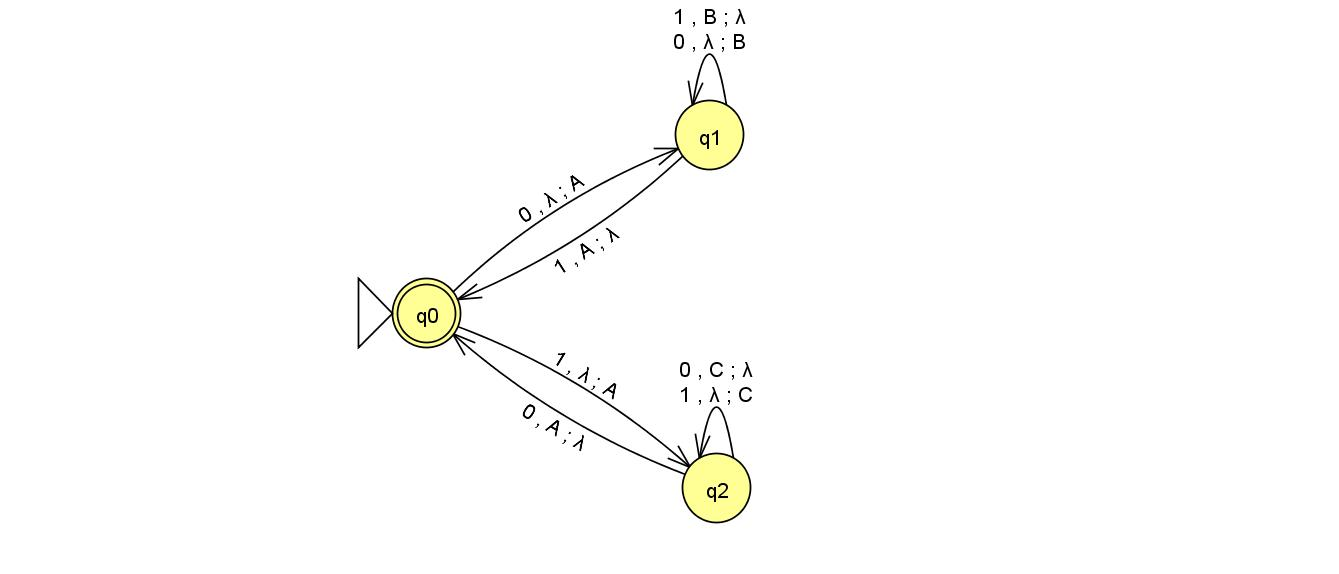 1 , B ; λ
0 , λ ; B
q1
0 , λ ; A
1 , A ; λ
q0
1 , λ ; A
0 , A ; λ
0 , C ; λ
1 , λ ; C
q2